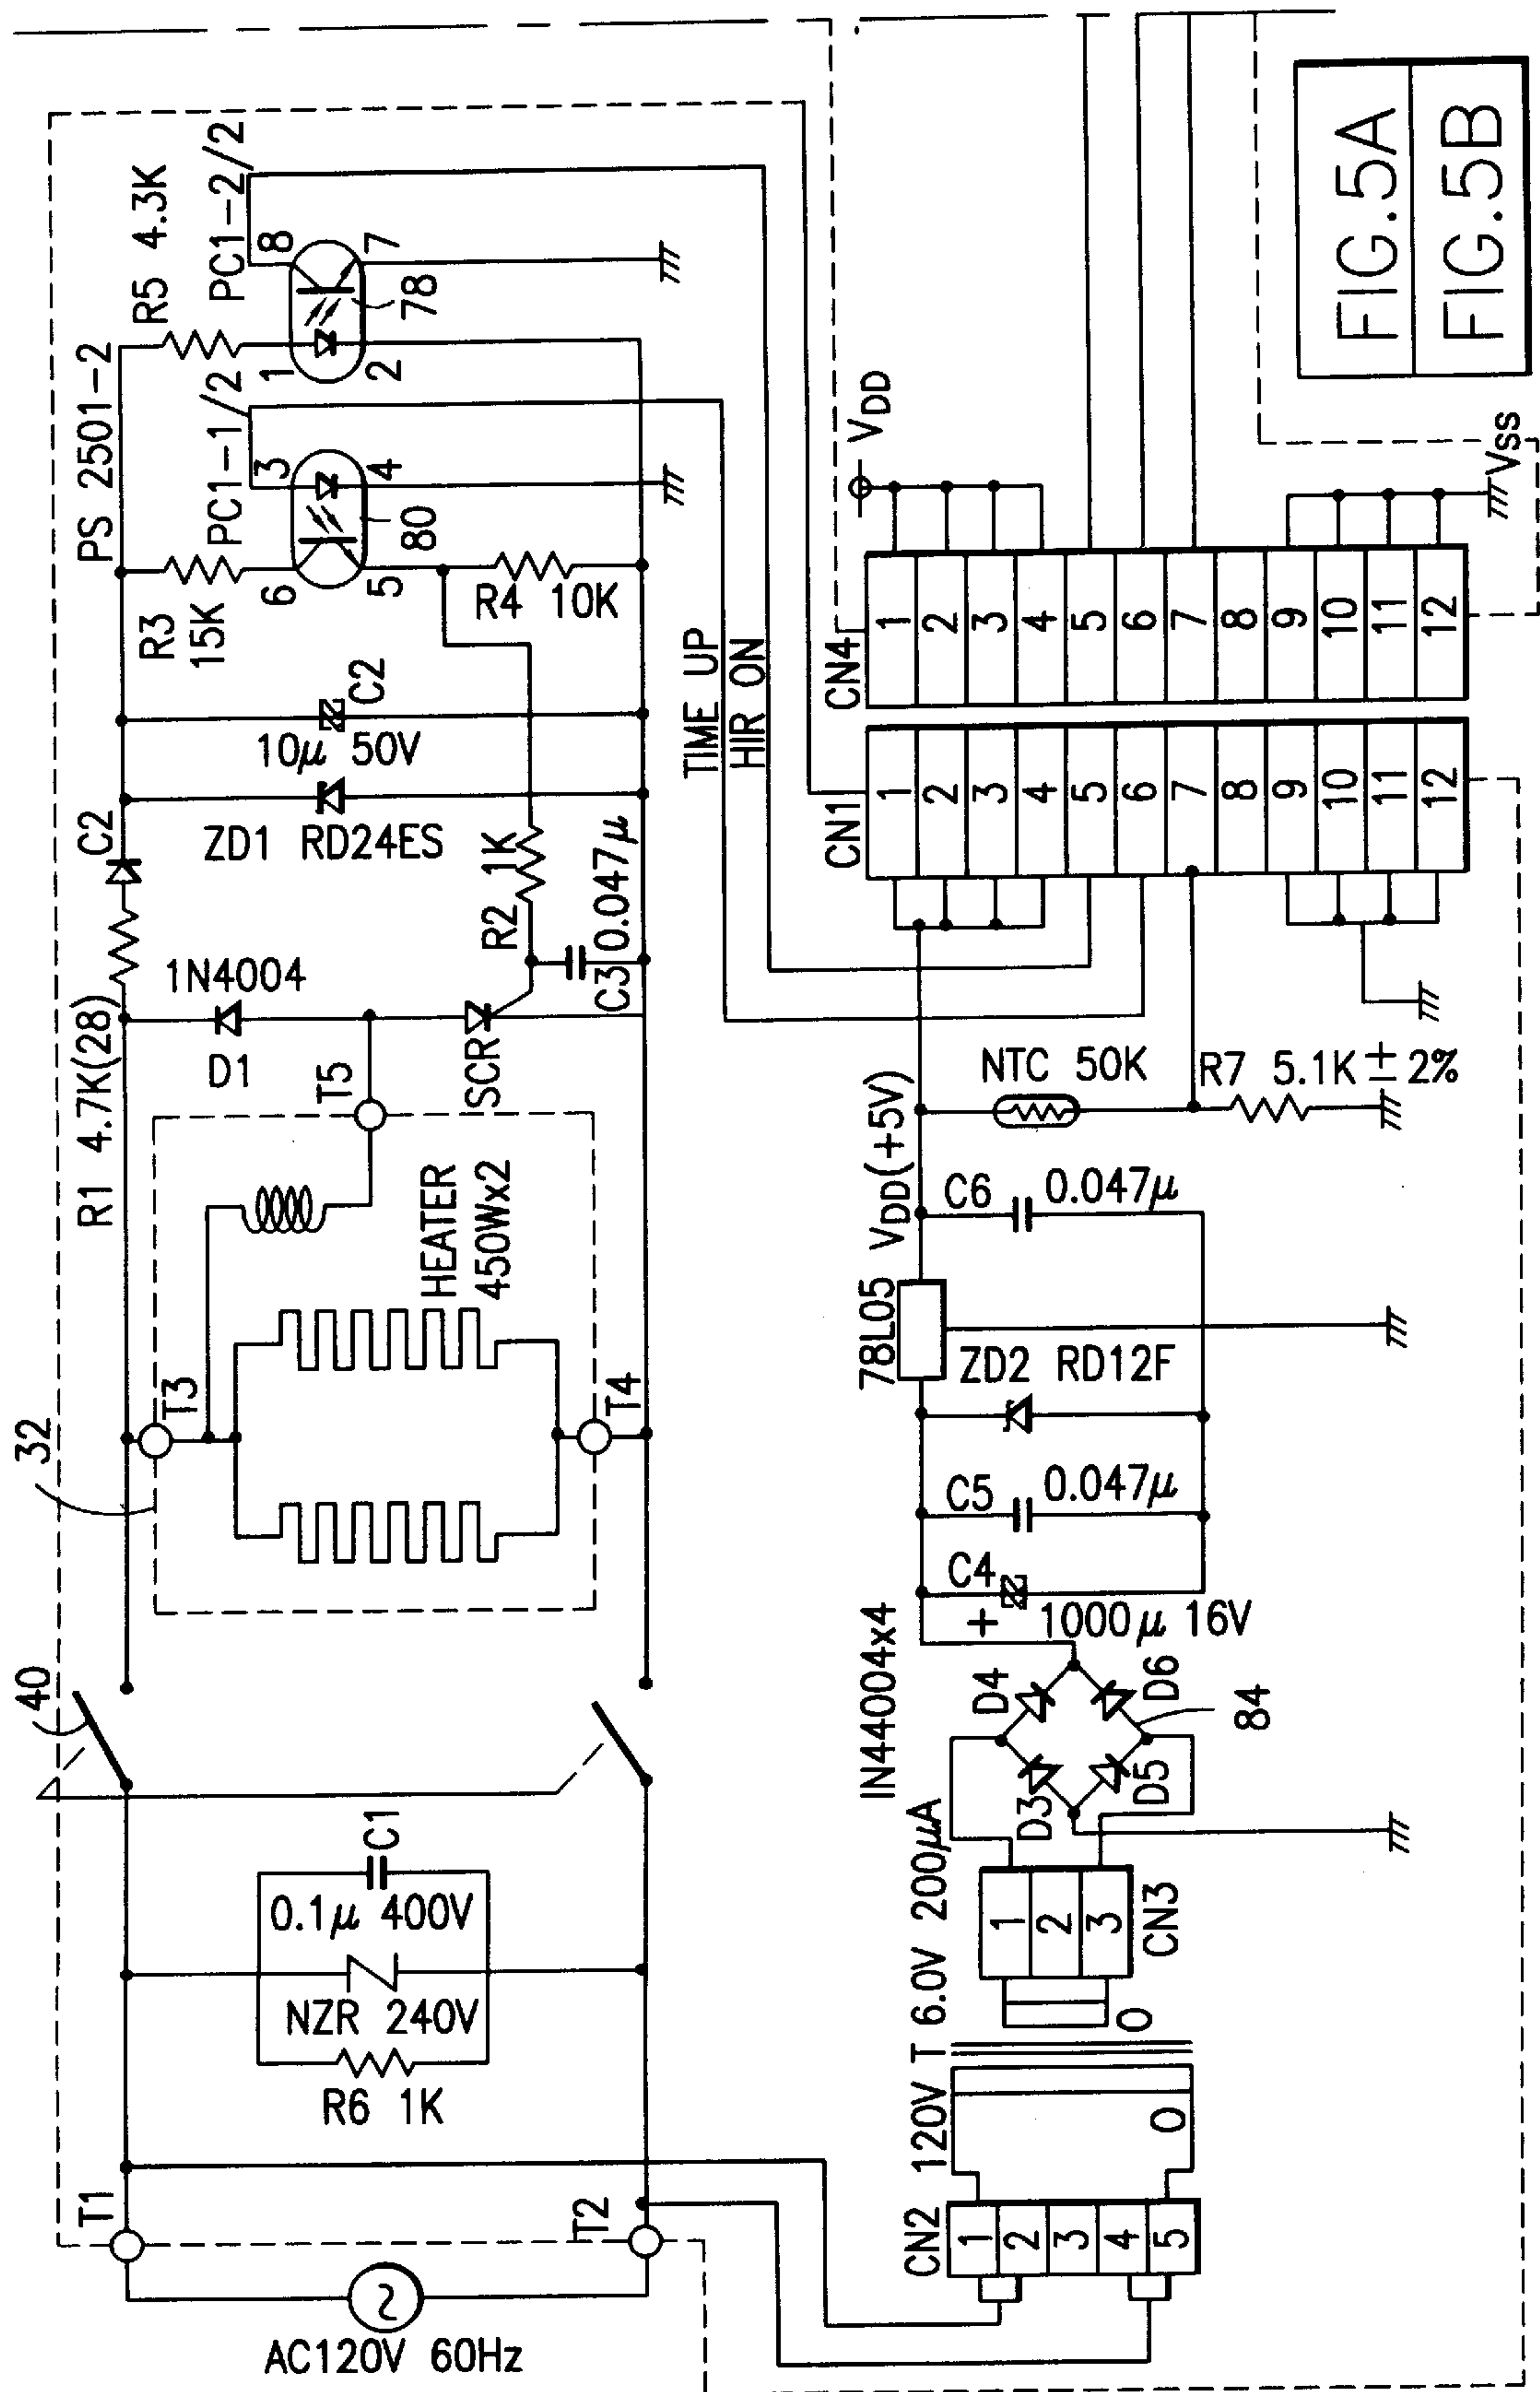 PS 2501-2
R5 4.3K
PC1-2/2
8
7
1
2
78
PC1-1/2
3
4
6
5
80
R3
15K
R4 10K
C2
10μ 50V
C2
ZD1 RD24ES
R2 1K
C3 0.047μ
R1 4.7K(28)
1N4004
D1
SCR
T5
HEATER
450Wx2
T3
T4
32
40
C1
0.1μ 400V
NZR 240V
R6 1K
T1
T2
AC120V 60Hz
TIME UP
HIR ON
VDD
VSS
CN4
1
2
3
4
5
6
7
8
9
10
11
12
CN1
1
2
3
4
5
6
7
8
9
10
11
12
NTC 50K
R7 5.1K ± 2%
VDD(+5V)
C6 0.047μ
78L05
ZD2 RD12F
C5 0.047μ
C4
+ 1000μ 16V
IN4004x4
D4
D6
D3
D5
84
6.0V 200μA
1
2
3
CN3
0
120V T
0
CN2
1
2
3
4
5
FIG.5A
FIG.5B